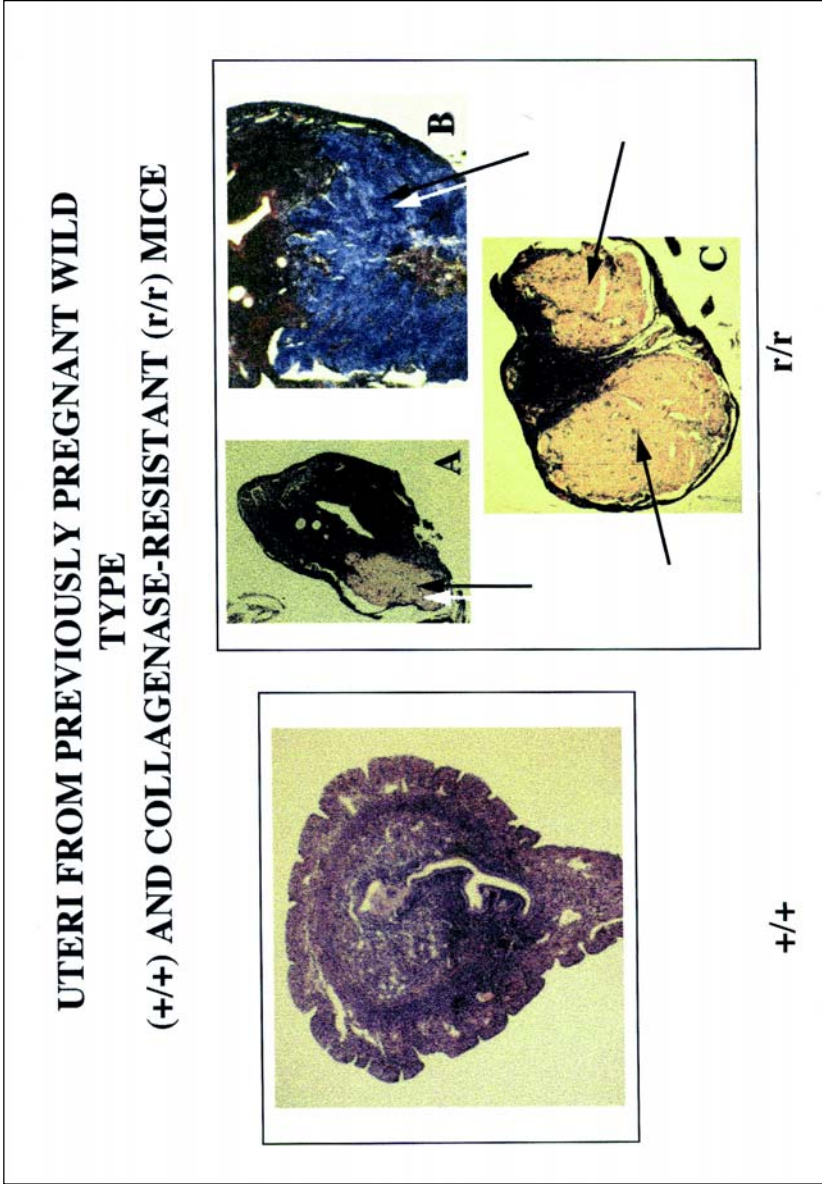 UTERI FROM PREVIOUSLY PREGNANT WILD
TYPE
(+/+) AND COLLAGENASE-RESISTANT (r/r) MICE
A
B
C
+/+
r/r